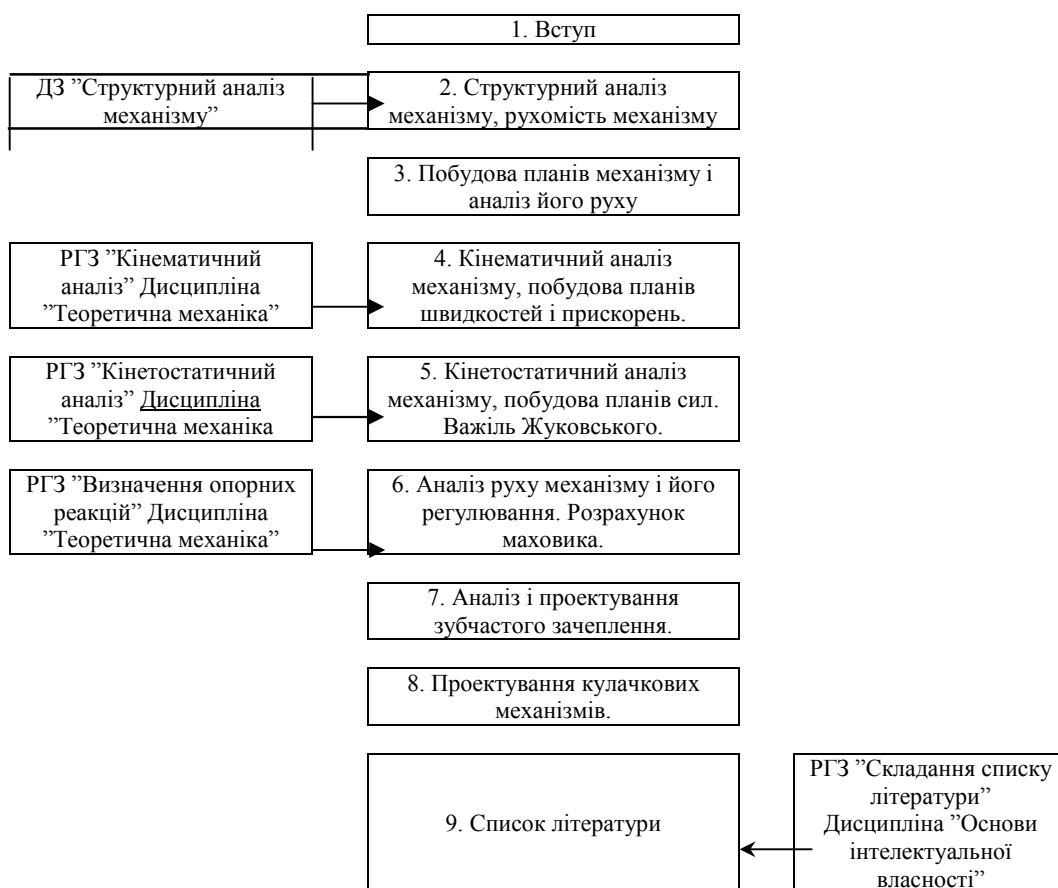 1. Вступ
ДЗ ”Структурний аналіз
механізму”
2. Структурний аналіз
механізму, рухомість механізму
3. Побудова планів механізму і
аналіз його руху
РГЗ ”Кінематичний
аналіз” Дисципліна
”Теоретична механіка”
4. Кінематичний аналіз
механізму, побудова планів
швидкостей і прискорень.
РГЗ ”Кінетостатичний
аналіз” Дисципліна
”Теоретична механіка
5. Кінетостатичний аналіз
механізму, побудова планів сил.
Важіль Жуковського.
РГЗ ”Визначення опорних
реакцій” Дисципліна
”Теоретична механіка”
6. Аналіз руху механізму і його
регулювання. Розрахунок
маховика.
7. Аналіз і проектування
зубчастого зачеплення.
8. Проектування кулачкових
механізмів.
9. Список літератури
РГЗ ”Складання списку
літератури”
Дисципліна ”Основи
інтелектуальної
власності”